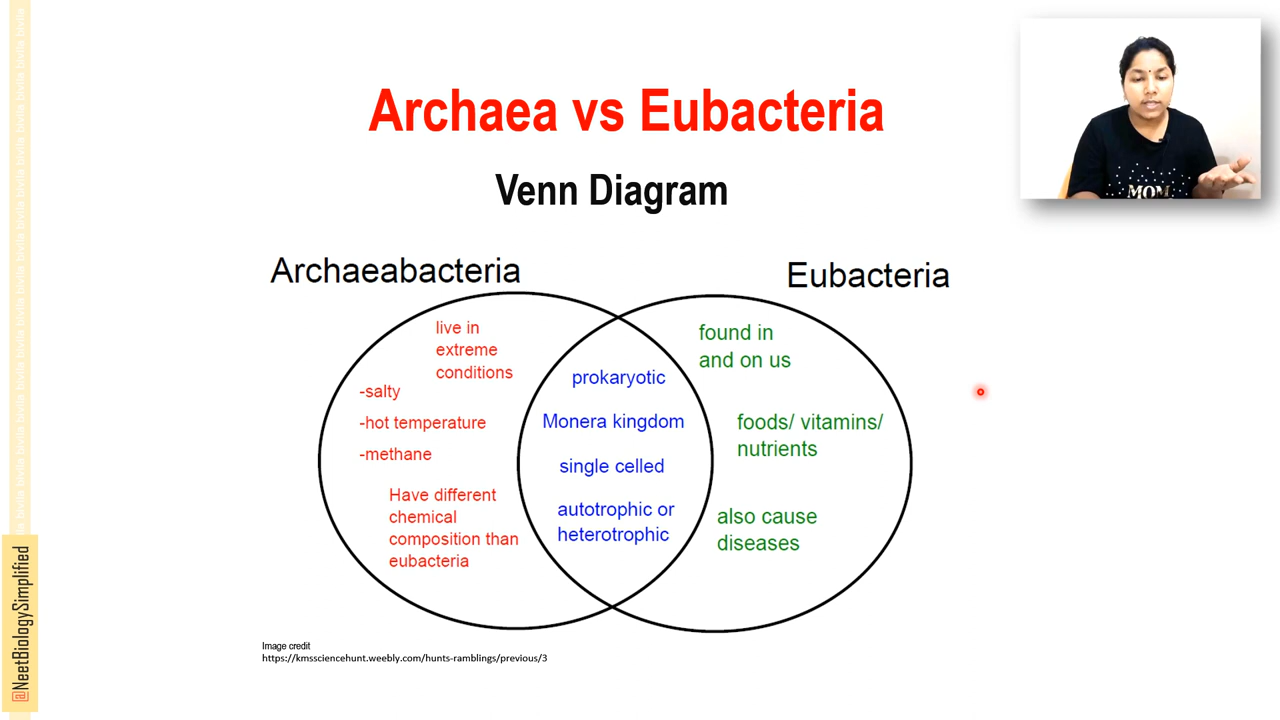 Archaea vs Eubacteria
Venn Diagram
Archaeabacteria
Eubacteria
live in
extreme
conditions
-salty
-hot temperature
-methane
Have different
chemical
composition than
eubacteria
prokaryotic
Monera kingdom
single celled
autotrophic or
heterotrophic
found in
and on us
foods/ vitamins/
nutrients
also cause
diseases
Image credit
https://kmssciencehunt.weebly.com/hunts-ramblings/previous/3
@NeetBiologySimplified
MOM